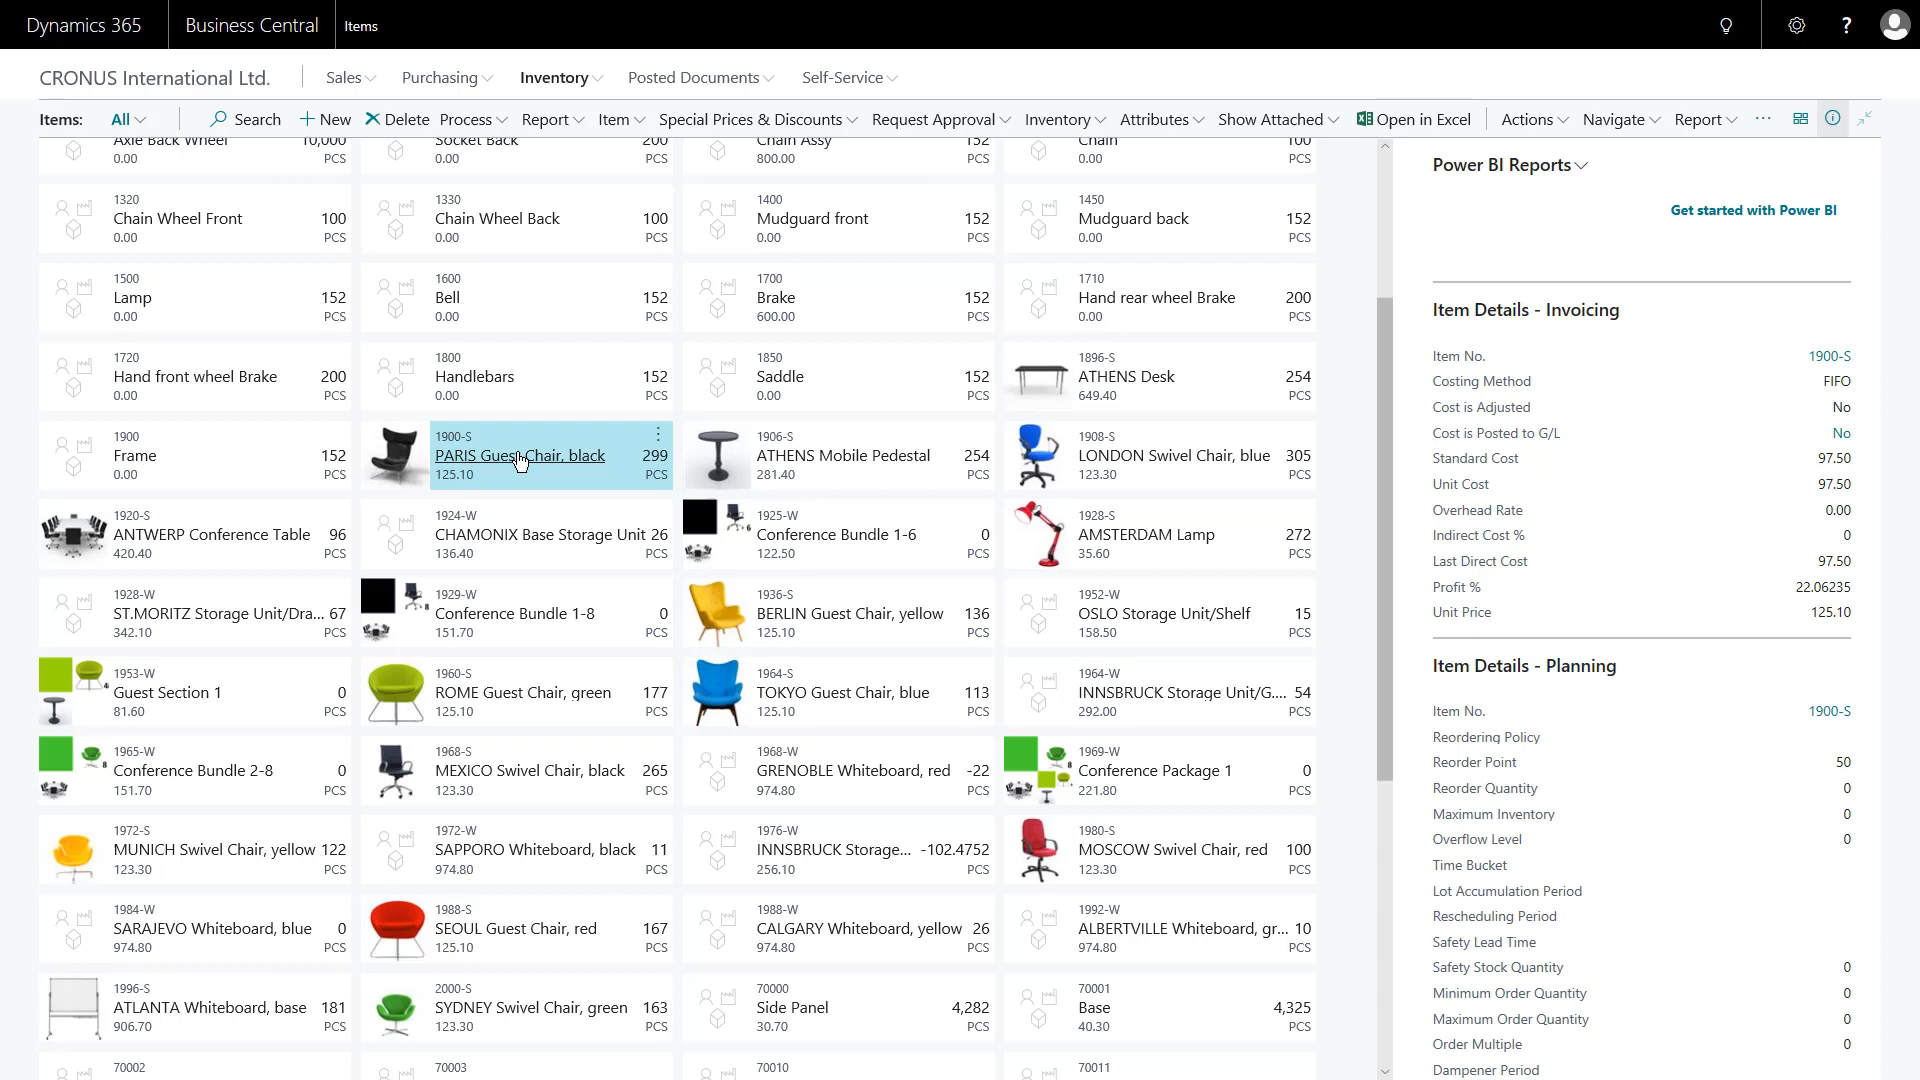 Dynamics 365 Business Central Items
CRONUS International Ltd. Sales Purchasing Inventory Posted Documents Self-Service
Items: All Search New Delete Process Report Item Special Prices & Discounts Request Approval Inventory Attributes Show Attached Open in Excel Actions Navigate Report ...
Axle Back Wheel 10,000 Socket Back 200 Chain Assy 152 Chain 100
0.00 PCS 0.00 PCS 800.00 PCS 0.00 PCS
1320 1330 1400 1450
Chain Wheel Front 100 Chain Wheel Back 100 Mudguard front 152 Mudguard back 152
0.00 PCS 0.00 PCS 0.00 PCS 0.00 PCS
1500 1600 1700 1710
Lamp 152 Bell 152 Brake 152 Hand rear wheel Brake 200
0.00 PCS 0.00 PCS 600.00 PCS 0.00 PCS
1720 1800 1850 1896-S
Hand front wheel Brake 200 Handlebars 152 Saddle 152 ATHENS Desk 254
0.00 PCS 0.00 PCS 0.00 PCS 649.40 PCS
1900 1900-S 1906-S 1908-S
Frame 152 PARIS Guest Chair, black 299 ATHENS Mobile Pedestal 254 LONDON Swivel Chair, blue 305
0.00 PCS 125.10 PCS 281.40 PCS 123.30 PCS
1920-S 1924-W 1925-W 1928-S
ANTWERP Conference Table 96 CHAMONIX Base Storage Unit 26 Conference Bundle 1-6 0 AMSTERDAM Lamp 272
420.40 PCS 136.40 PCS 122.50 PCS 35.60 PCS
1928-W 1929-W 1936-S 1952-W
ST.MORITZ Storage Unit/Dra... 67 Conference Bundle 1-8 0 BERLIN Guest Chair, yellow 136 OSLO Storage Unit/Shelf 15
342.10 PCS 151.70 PCS 125.10 PCS 158.50 PCS
1953-W 1960-S 1964-S 1964-W
Guest Section 1 0 ROME Guest Chair, green 177 TOKYO Guest Chair, blue 113 INNSBRUCK Storage Unit/G.... 54
81.60 PCS 125.10 PCS 125.10 PCS 292.00 PCS
1965-W 1968-S 1968-W 1969-W
Conference Bundle 2-8 0 MEXICO Swivel Chair, black 265 GRENOBLE Whiteboard, red -22 Conference Package 1 0
151.70 PCS 123.30 PCS 974.80 PCS 221.80 PCS
1972-S 1972-W 1976-W 1980-S
MUNICH Swivel Chair, yellow 122 SAPPORO Whiteboard, black 11 INNSBRUCK Storage... -102.4752 MOSCOW Swivel Chair, red 100
123.30 PCS 974.80 PCS 256.10 PCS 123.30 PCS
1984-W 1988-S 1988-W 1992-W
SARAJEVO Whiteboard, blue 0 SEOUL Guest Chair, red 167 CALGARY Whiteboard, yellow 26 ALBERTVILLE Whiteboard, gr... 10
974.80 PCS 125.10 PCS 974.80 PCS 974.80 PCS
1996-S 2000-S 70000 70001
ATLANTA Whiteboard, base 181 SYDNEY Swivel Chair, green 163 Side Panel 4,282 Base 4,325
906.70 PCS 123.30 PCS 30.70 PCS 40.30 PCS
70002 70003 70010 70011
Power BI Reports
Get started with Power BI
Item Details - Invoicing
Item No. 1900-S
Costing Method FIFO
Cost is Adjusted No
Cost is Posted to G/L No
Standard Cost 97.50
Unit Cost 97.50
Overhead Rate 0.00
Indirect Cost % 0
Last Direct Cost 97.50
Profit % 22.06235
Unit Price 125.10
Item Details - Planning
Item No. 1900-S
Reordering Policy
Reorder Point 50
Reorder Quantity 0
Maximum Inventory 0
Overflow Level 0
Time Bucket
Lot Accumulation Period
Rescheduling Period
Safety Lead Time
Safety Stock Quantity 0
Minimum Order Quantity 0
Maximum Order Quantity 0
Order Multiple 0
Dampener Period